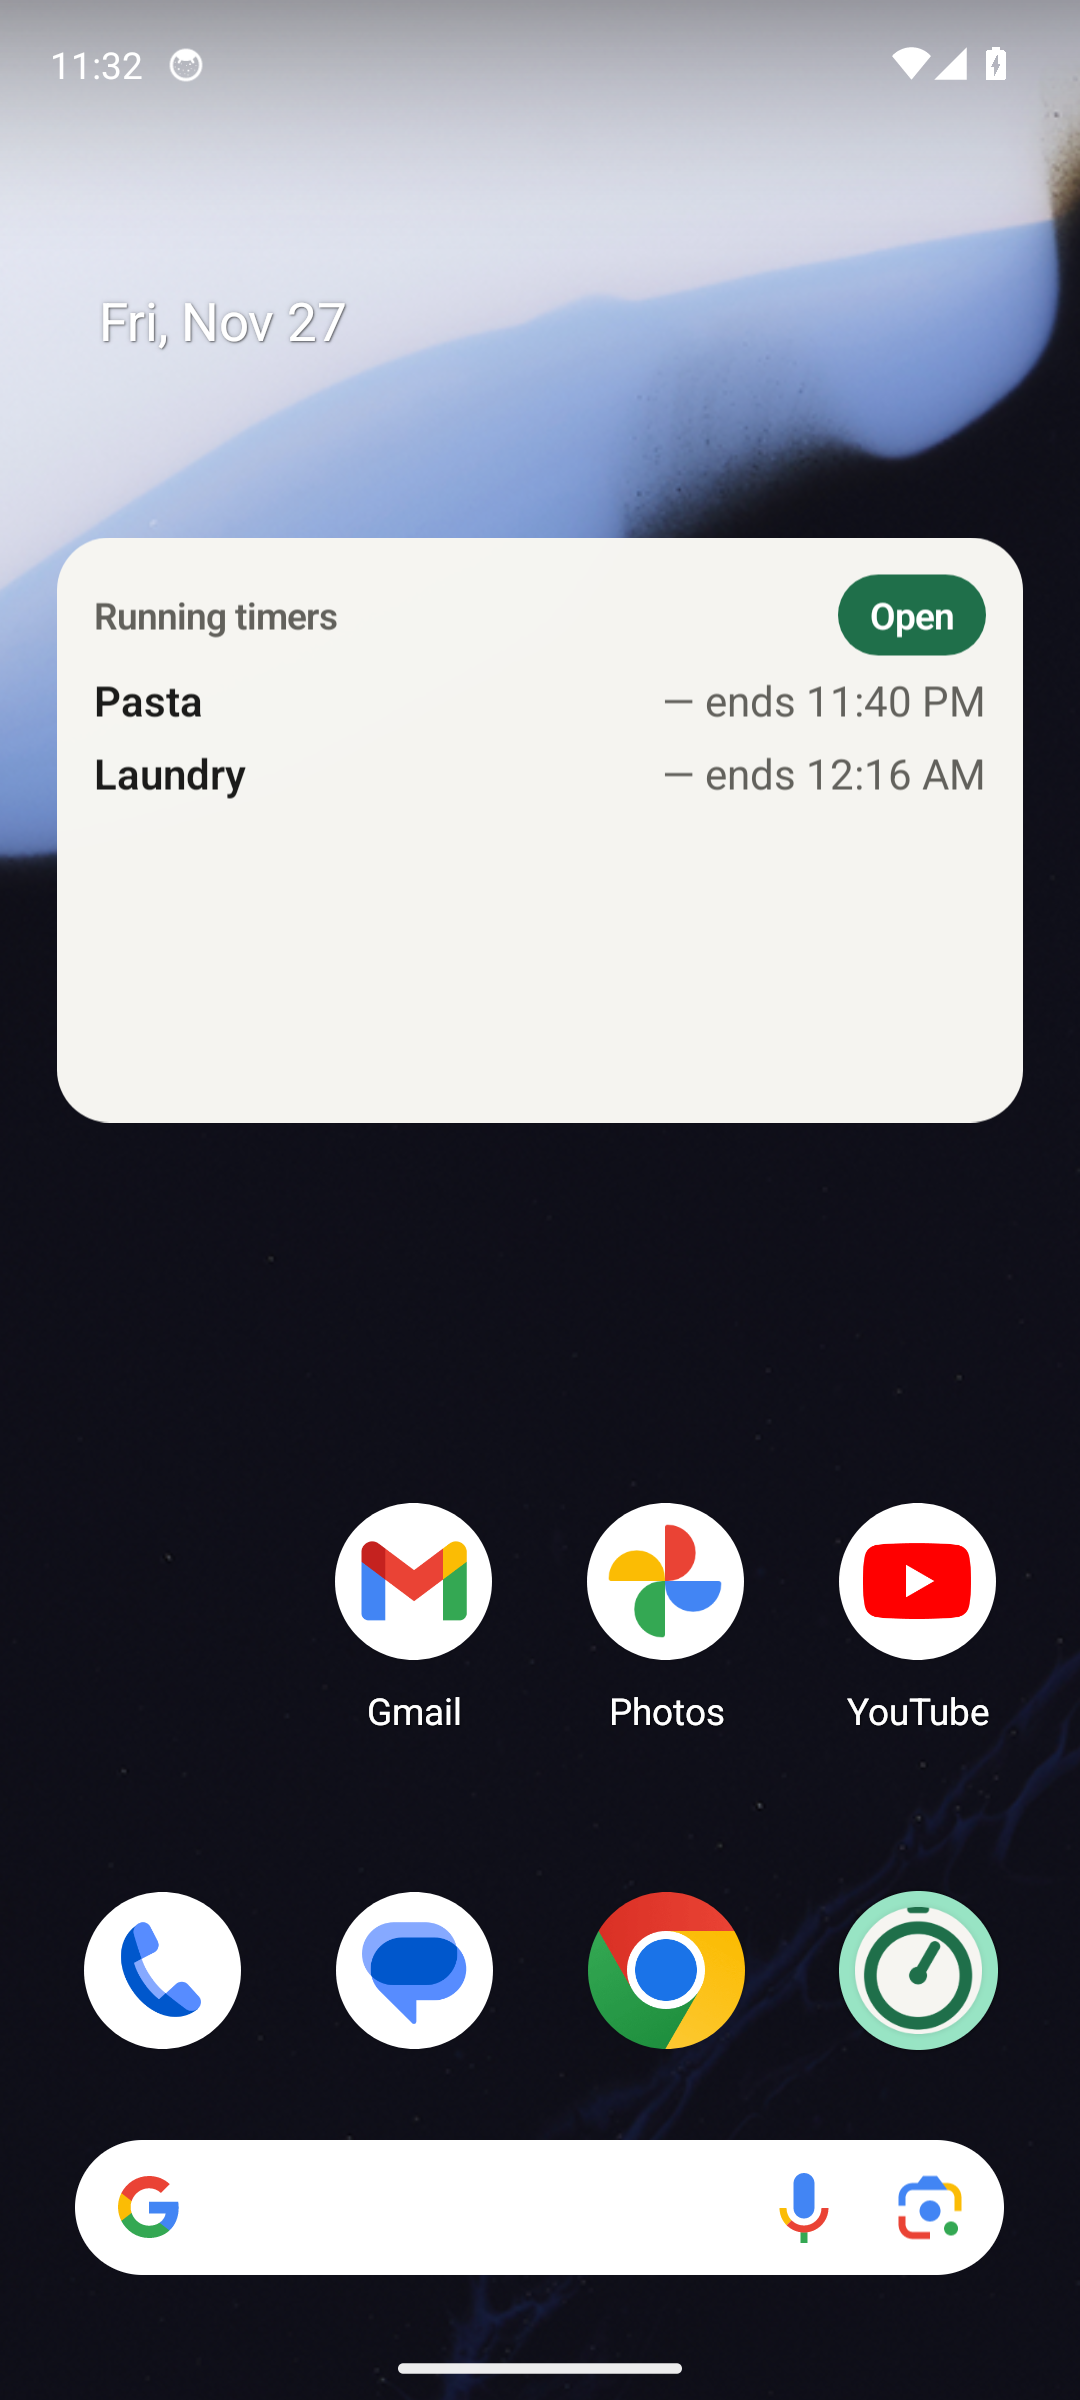 11:32
Fri, Nov 27
Running timers
Open
Pasta — ends 11:40 PM
Laundry — ends 12:16 AM
Gmail Photos YouTube